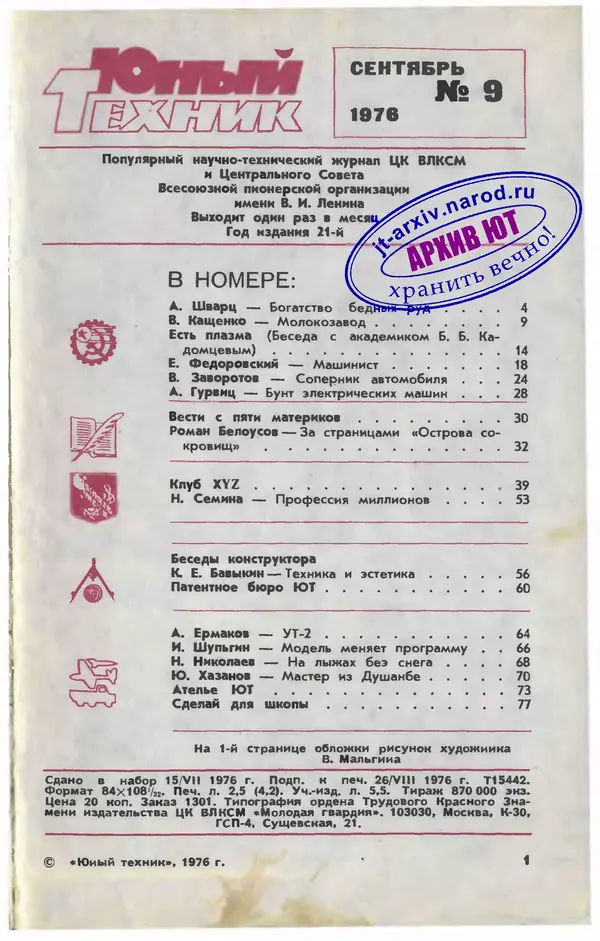 Юный
Техник
СЕНТЯБРЬ
№ 9
1976
Популярный научно-технический журнал ЦК ВЛКСМ
и Центрального Совета
Всесоюзной пионерской организации
имени В. И. Ленина
Выходит один раз в месяц
Год издания 21-й
jt-arxiv.narod.ru
АРХИВ ЮТ
хранить вечно!
В НОМЕРЕ:
А. Шварц — Богатство бедных руд . . . . 4
В. Кащенко — Молокозавод . . . . . . . 9
Есть плазма (Беседа с академиком Б. Б. Ка-
домцевым) . . . . . . . . . . . . 14
Е. Федоровский — Машинист . . . . . . 18
В. Заворотов — Соперник автомобиля . . . 24
А. Гурвиц — Бунт электрических машин . . . 28
Вести с пяти материков . . . . . . . . 30
Роман Белоусов — За страницами «Острова со-
кровищ» . . . . . . . . . . . . 32
Клуб XYZ . . . . . . . . . . . . . 39
Н. Семина — Профессия миллионов . . . . 53
Беседы конструктора
К. Е. Бавыкин — Техника и эстетика . . . . . 56
Патентное бюро ЮТ . . . . . . . . . 60
А. Ермаков — УТ-2 . . . . . . . . . . 64
И. Шупыгин — Модель меняет программу . . 66
Н. Николаев — На лыжах без снега . . . . 68
Ю. Хазанов — Мастер из Душанбе . . . . . 70
Ателье ЮТ . . . . . . . . . . . . 73
Сделай для школы . . . . . . . . . . 77
На 1-й странице обложки рисунок художника
В. Мальгина
Сдано в набор 15/VII 1976 г. Подп. к печ. 26/VIII 1976 г. Т15442.
Формат 84×108¹/₃₂. Печ. л. 2,5 (4,2). Уч.-изд. л. 5,5. Тираж 870 000 экз.
Цена 20 коп. Заказ 1301. Типография ордена Трудового Красного Зна-
мени издательства ЦК ВЛКСМ «Молодая гвардия». 103030, Москва, К-30,
ГСП-4, Сущевская, 21.
© «Юный техник», 1976 г.
1